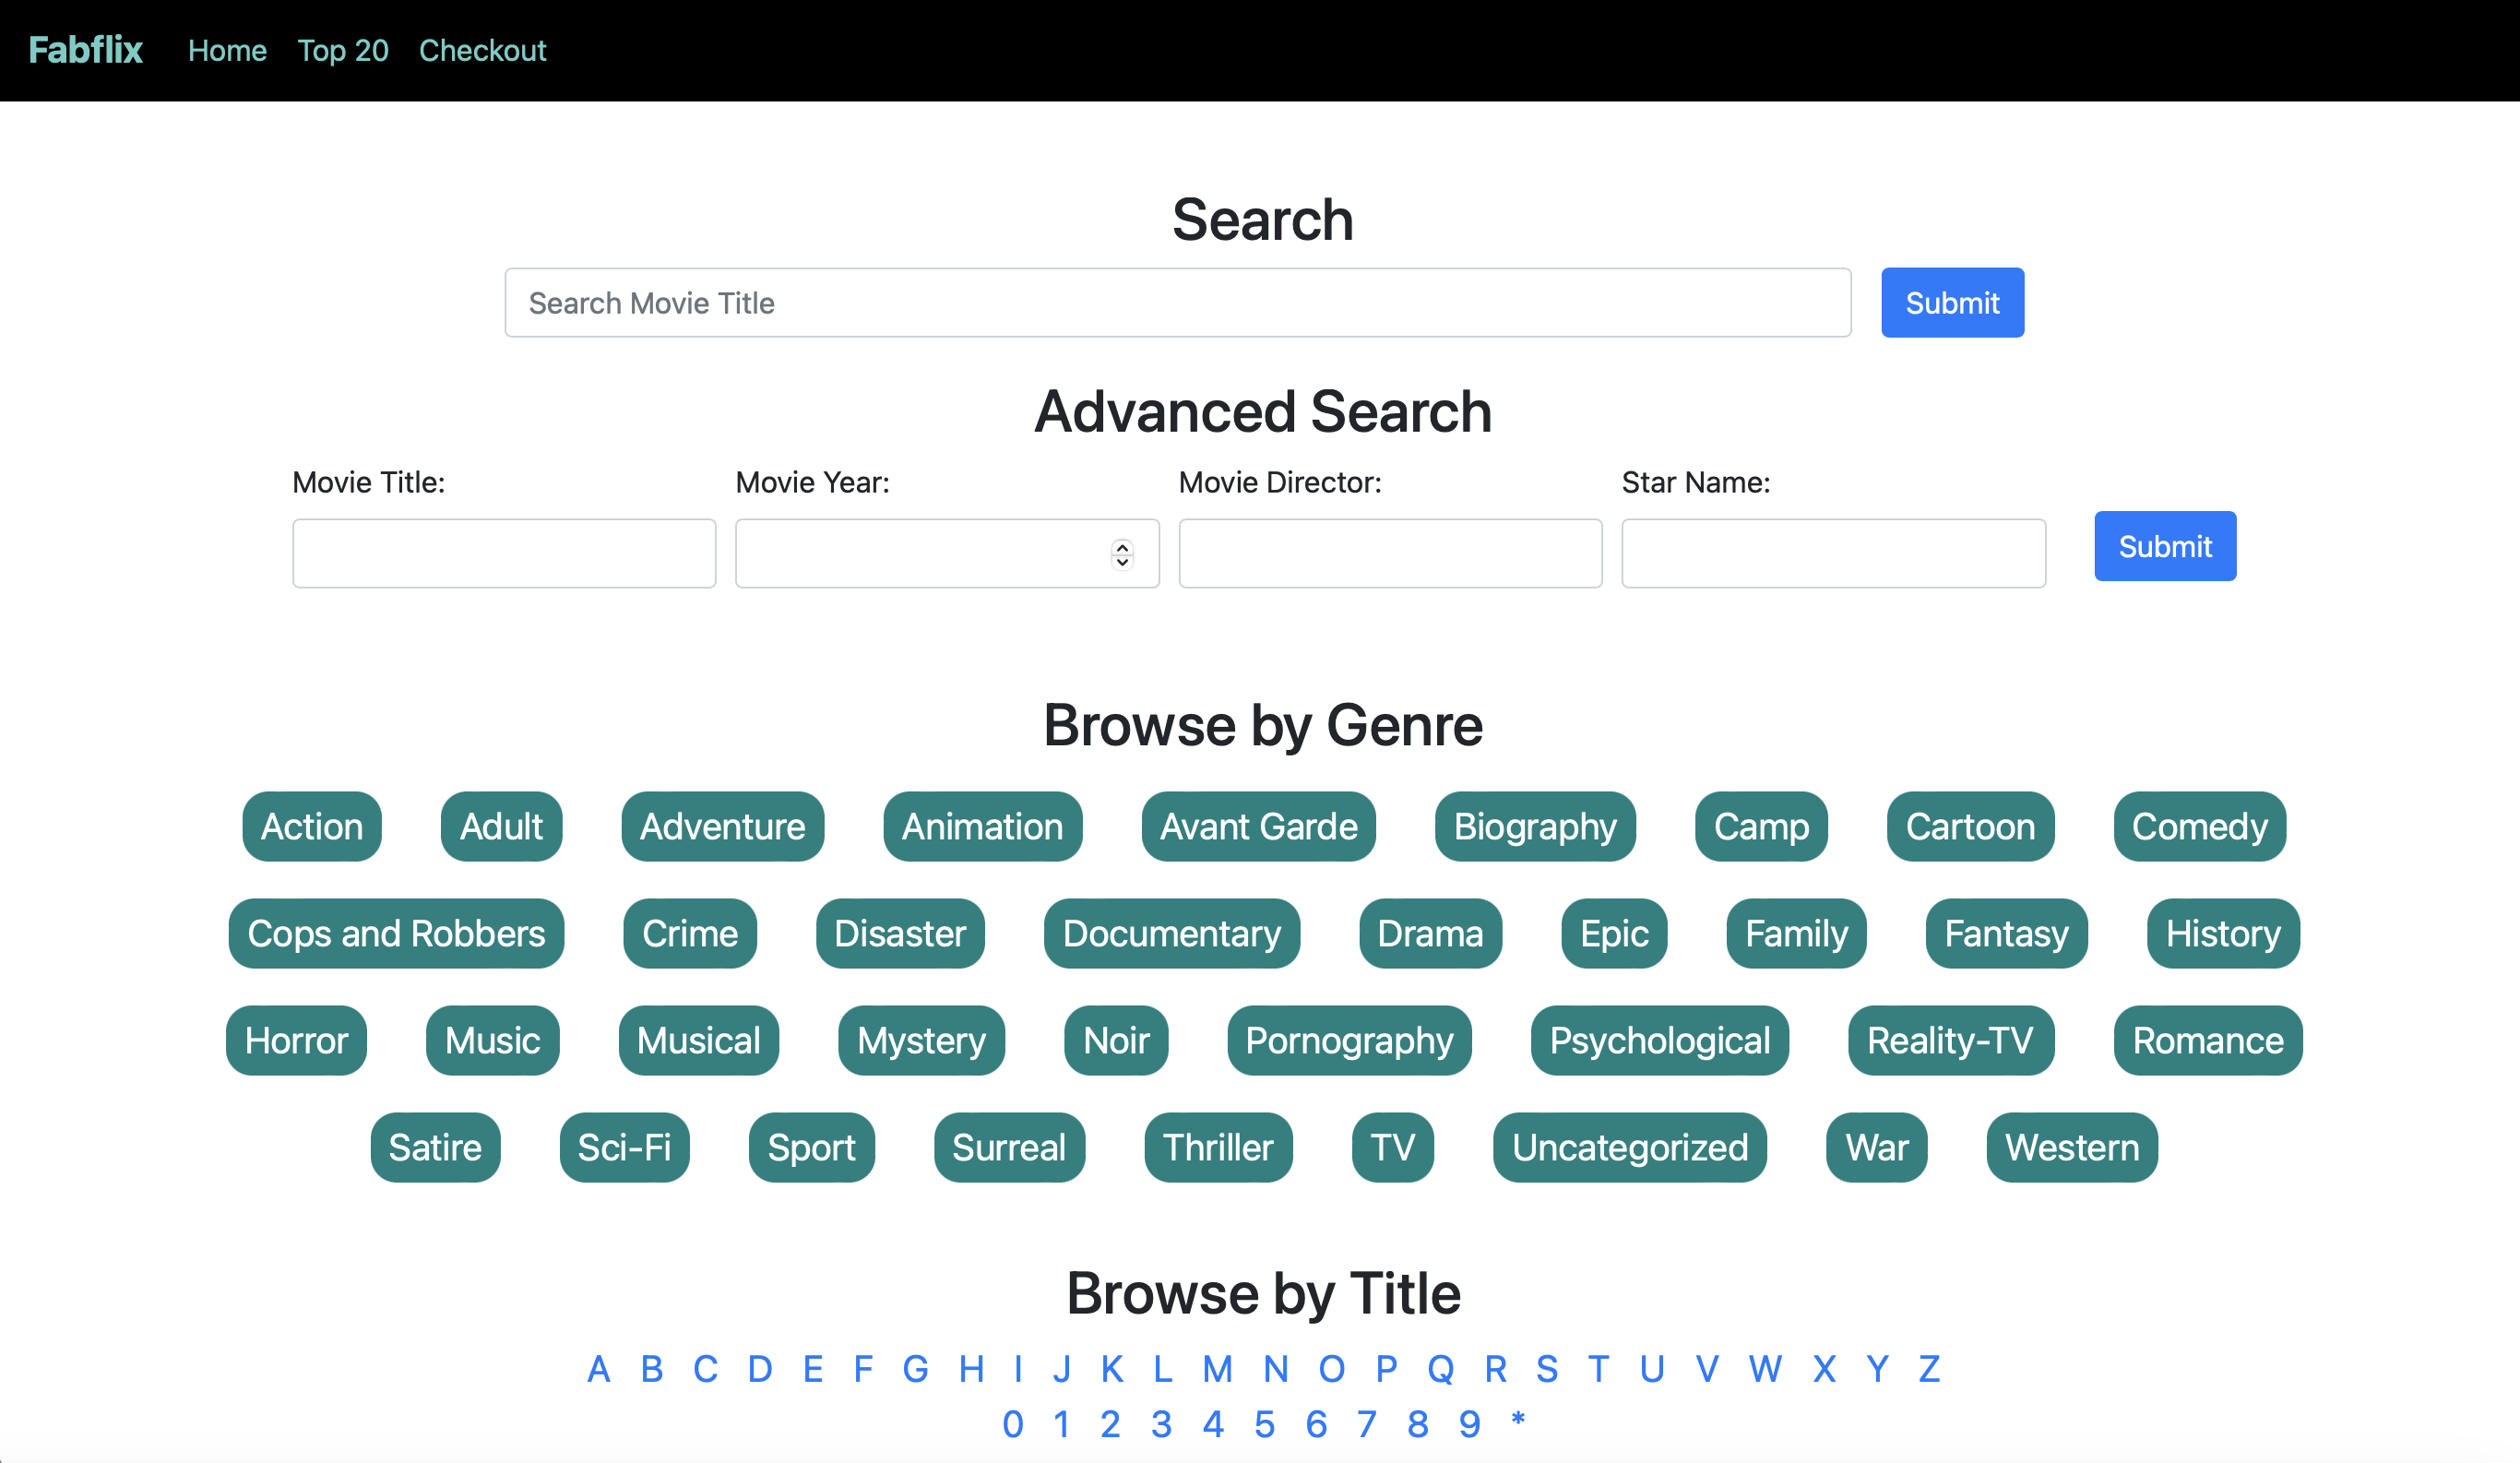 Fabflix Home Top 20 Checkout
Search
Search Movie Title Submit
Advanced Search
Movie Title: Movie Year: Movie Director: Star Name:
Submit
Browse by Genre
Action Adult Adventure Animation Avant Garde Biography Camp Cartoon Comedy
Cops and Robbers Crime Disaster Documentary Drama Epic Family Fantasy History
Horror Music Musical Mystery Noir Pornography Psychological Reality-TV Romance
Satire Sci-Fi Sport Surreal Thriller TV Uncategorized War Western
Browse by Title
A B C D E F G H I J K L M N O P Q R S T U V W X Y Z
0 1 2 3 4 5 6 7 8 9 *